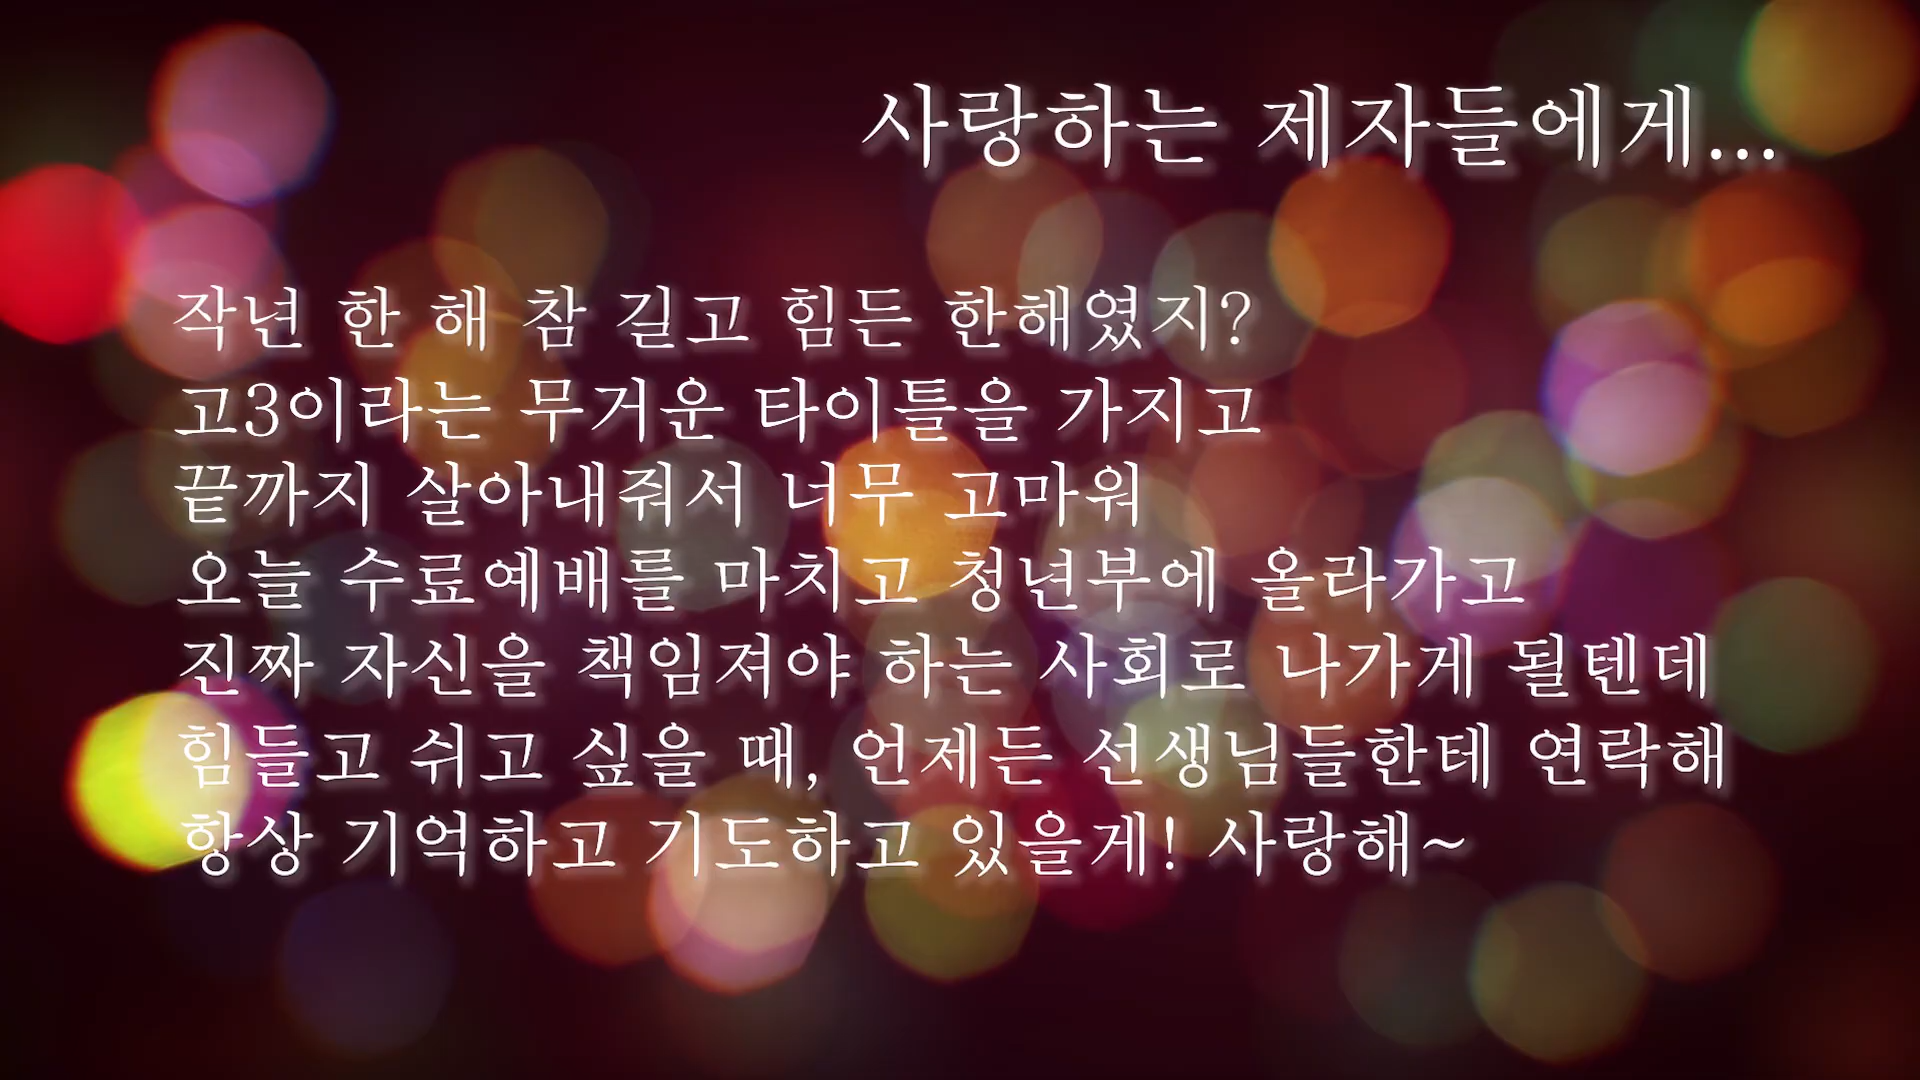 사랑하는 제자들에게...
작년 한 해 참 길고 힘든 한해였지?
고3이라는 무거운 타이틀을 가지고
끝까지 살아내줘서 너무 고마워
오늘 수료예배를 마치고 청년부에 올라가고
진짜 자신을 책임져야 하는 사회로 나가게 될텐데
힘들고 쉬고 싶을 때, 언제든 선생님들한테 연락해
항상 기억하고 기도하고 있을게! 사랑해~